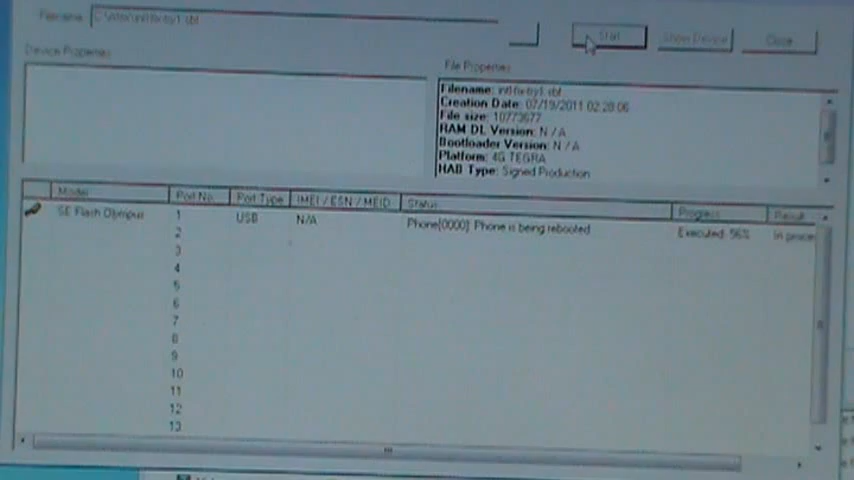 Filename:
Start Show Device Close
Device Properties
File Properties
Creation Date: 07/19/2011 02:28:06
File size: 10773677
RAM DL Version: N / A
Bootloader Version: N / A
Platform: 4G TEGRA
HAB Type: Signed Production
Filename:
Model Port No. Port Type IMEI / ESN / MEID Status Progress Result
SE Flash Olympus 1 USB N/A Phone[0000]: Phone is being rebooted Executed: 56% In proce
2
3
4
5
6
7
8
9
10
11
12
13